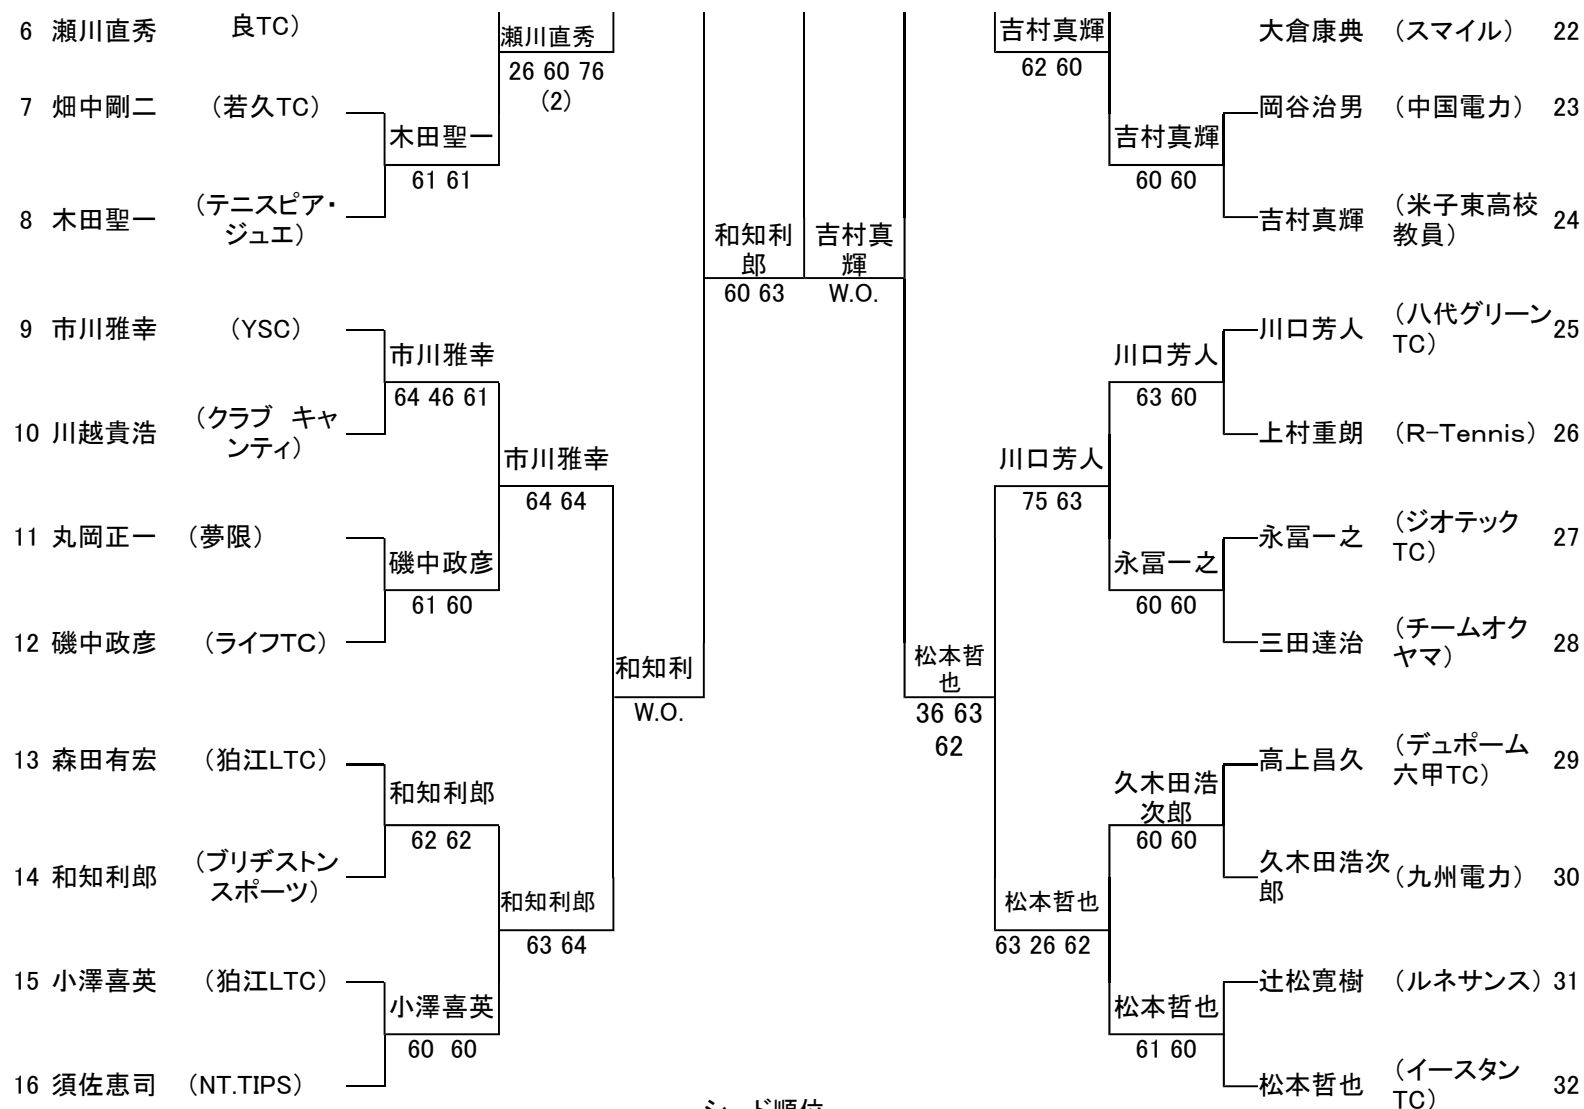 6 瀬川直秀 良TC）
瀬川直秀
26 60 76
(2)
7 畑中剛二 （若久TC）
木田聖一
61 61
8 木田聖一 （テニスピア・
ジュエ）
9 市川雅幸 （YSC）
市川雅幸
64 46 61
10 川越貴浩 （クラブ キャ
ンティ）
市川雅幸
64 64
11 丸岡正一 （夢限）
磯中政彦
61 60
12 磯中政彦 （ライフTC）
和知利
W.O.
13 森田有宏 （狛江LTC）
和知利郎
62 62
14 和知利郎 （ブリヂストン
スポーツ）
和知利郎
63 64
15 小澤喜英 （狛江LTC）
小澤喜英
60 60
16 須佐恵司 （NT.TIPS）
和知利
郎
60 63
吉村真
輝
W.O.
吉村真輝
62 60
大倉康典 （スマイル） 22
岡谷治男 （中国電力） 23
吉村真輝
60 60
吉村真輝 （米子東高校
教員） 24
川口芳人 （八代グリーン
TC） 25
川口芳人
63 60
上村重朗 （R-Tennis） 26
川口芳人
75 63
永冨一之 （ジオテック
TC） 27
永冨一之
60 60
三田達治 （チームオク
ヤマ） 28
松本哲
也
36 63
62
高上昌久 （デュポーム
六甲TC） 29
久木田浩
次郎
60 60
久木田浩次
郎 （九州電力） 30
松本哲也
63 26 62
辻松寛樹 （ルネサンス） 31
松本哲也
61 60
松本哲也 （イースタン
TC） 32
シード順位